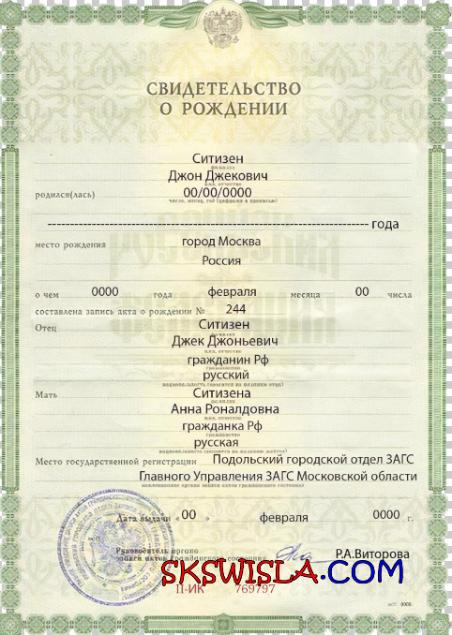 СВИДЕТЕЛЬСТВО
О РОЖДЕНИИ
Ситизен
фамилия
Джон Джекович
имя, отчество
родился(лась) 00/00/0000
число, месяц, год (цифрами и прописью)
года
место рождения город Москва
Россия
о чем 0000 года февраля месяца 00 числа
составлена запись акта о рождении № 244
Отец Ситизен
фамилия
Джек Джоньевич
имя, отчество
гражданин Рф
гражданство
русский
национальность (вносится по желанию отца)
Мать Ситизена
фамилия
Анна Роналдовна
имя, отчество
гражданка Рф
гражданство
русская
национальность (вносится по желанию матери)
Место государственной регистрации Подольский городской отдел ЗАГС
Главного Управления ЗАГС Московской области
наименование органа записи актов гражданского состояния
Дата выдачи «00 » февраля 0000 г.
Руководитель органа
записи актов гражданского состояния Р.А.Виторова
SKSWISLA.COM
II-ИК 769797